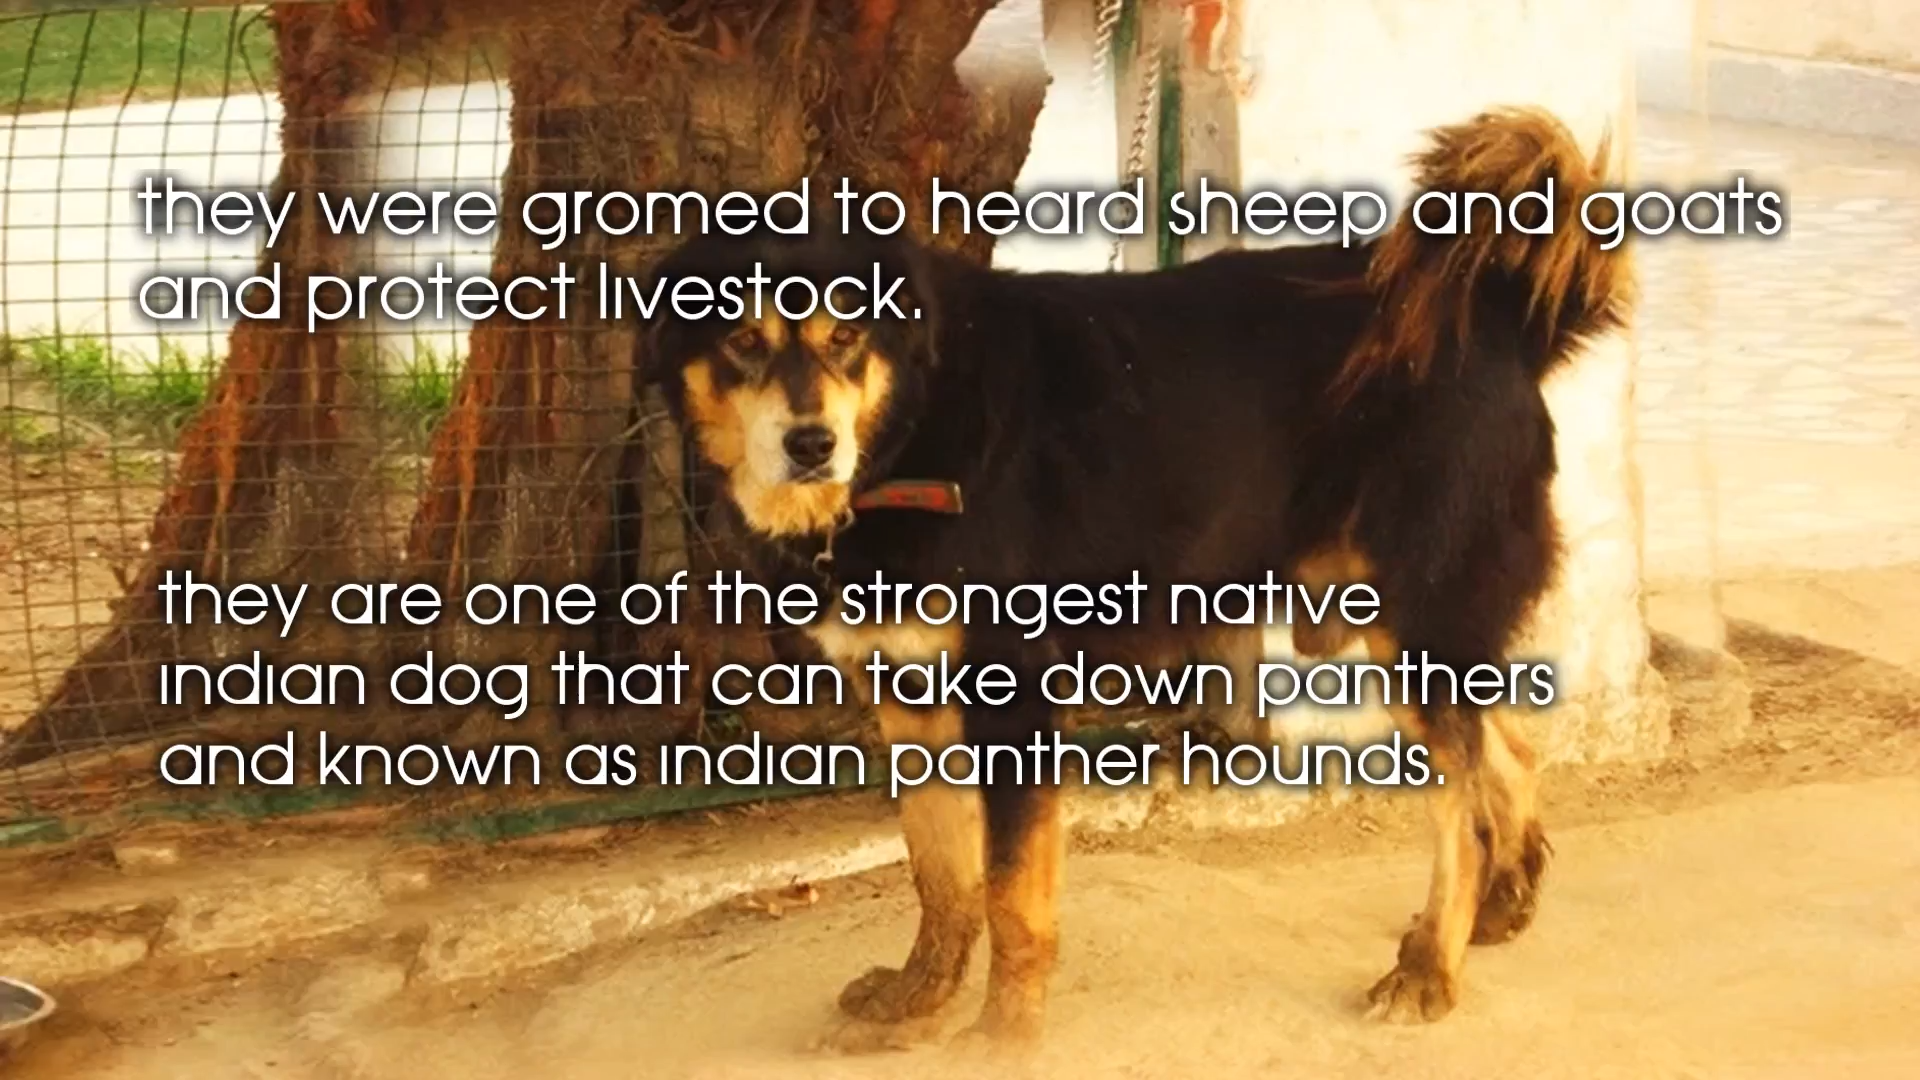 they were gromed to heard sheep and goats
and protect livestock.
they are one of the strongest native
indian dog that can take down panthers
and known as indian panther hounds.